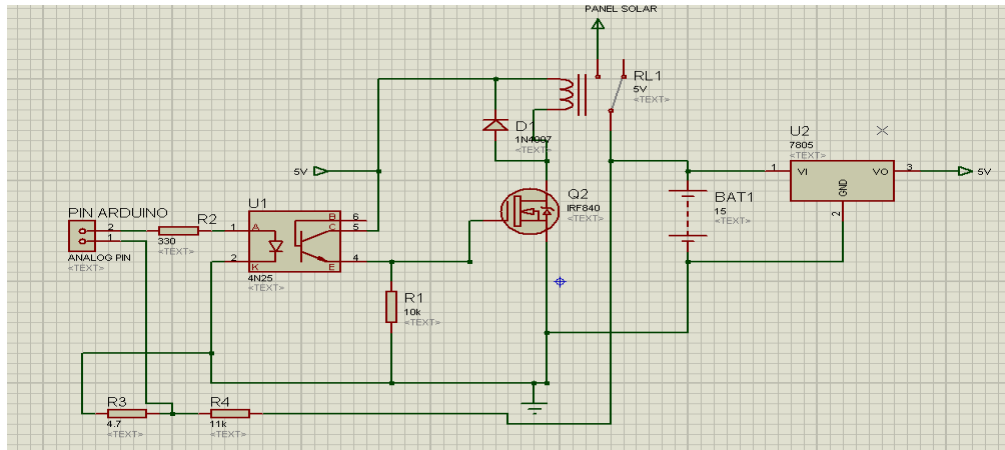 PANEL SOLAR
RL1
5V
<TEXT>
D1
1N4007
<TEXT>
U2
7805
<TEXT>
1
VI
VO
3
GND
2
5V
5V
Q2
IRF840
<TEXT>
BAT1
15
<TEXT>
PIN ARDUINO
2
1
ANALOG PIN
<TEXT>
R2
330
<TEXT>
U1
1
A
2
K
B
6
C
5
E
4
4N25
<TEXT>
R1
10k
<TEXT>
R3
4.7
<TEXT>
R4
11k
<TEXT>